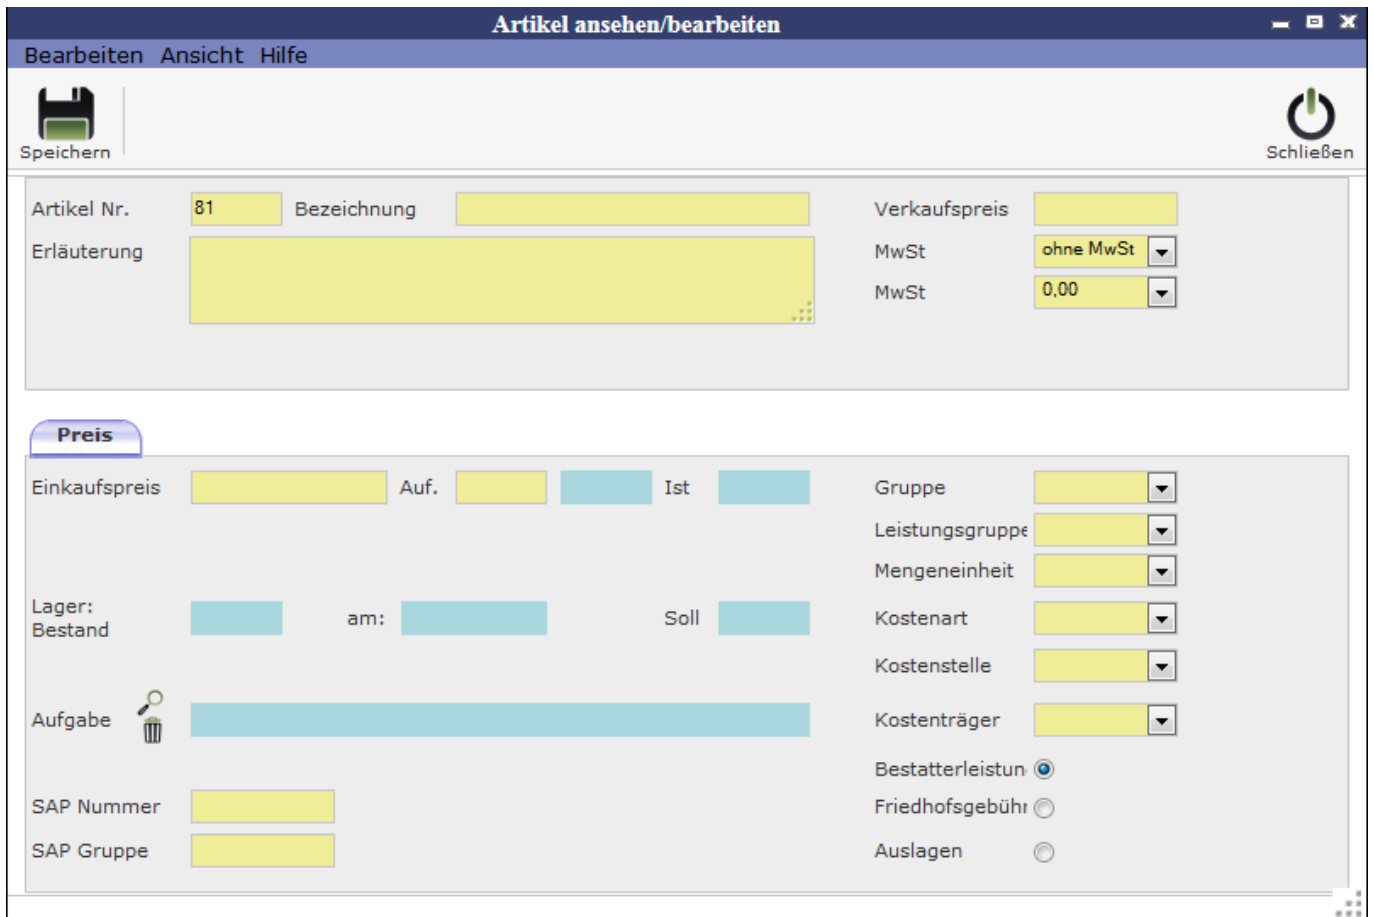 Artikel ansehen/bearbeiten
Bearbeiten Ansicht Hilfe
Speichern
Schließen
Artikel Nr. 81 Bezeichnung Verkaufspreis
Erläuterung MwSt ohne MwSt
MwSt 0,00
Preis
Einkaufspreis Auf. Ist Gruppe
Leistungsgruppe
Mengeneinheit
Lager:
Bestand am: Soll Kostenart
Kostenstelle
Aufgabe Kostenträger
Bestatterleistun
SAP Nummer Friedhofsgebühr
SAP Gruppe Auslagen